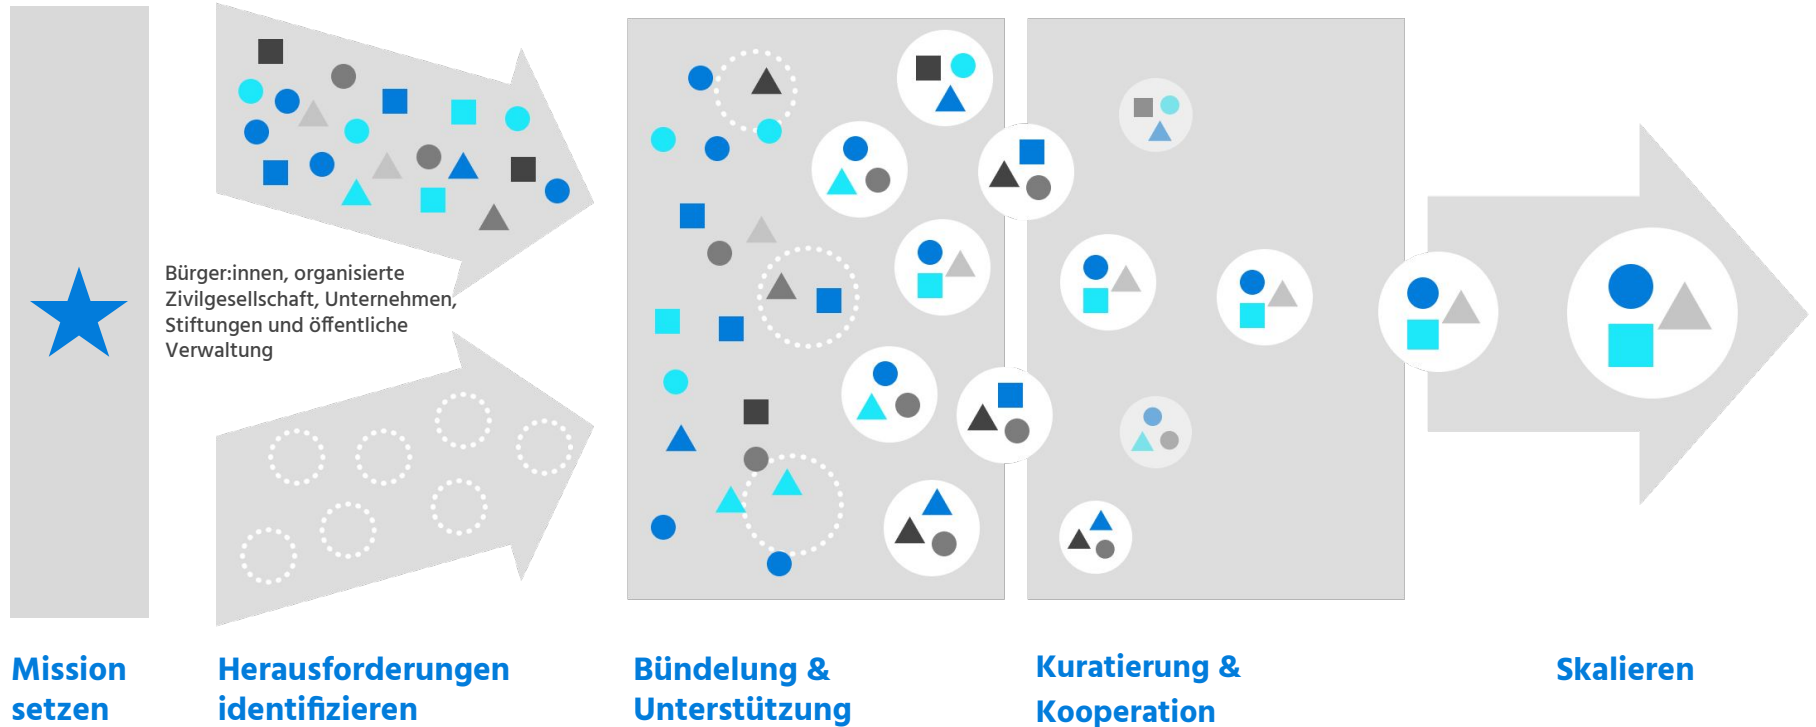 Bürger:innen, organisierte
Zivilgesellschaft, Unternehmen,
Stiftungen und öffentliche
Verwaltung
Mission
setzen
Herausforderungen
identifizieren
Bündelung &
Unterstützung
Kuratierung &
Kooperation
Skalieren